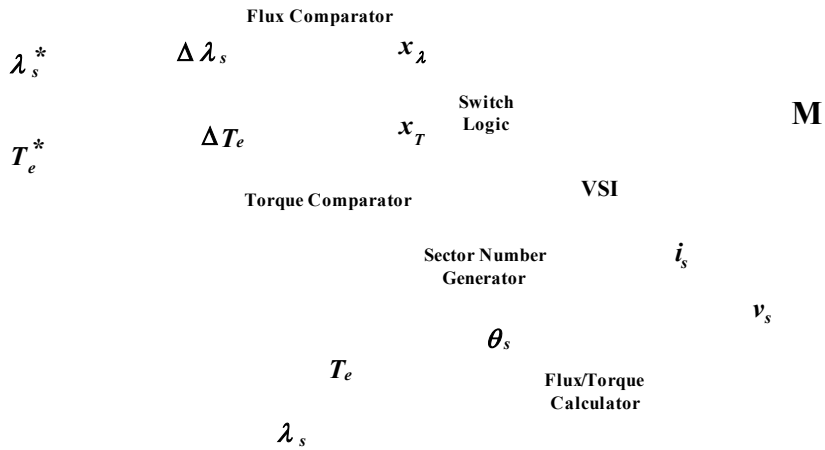 Flux Comparator
λs*
Δλs
xλ
Switch
Logic
M
Te*
ΔTe
xT
VSI
Torque Comparator
Sector Number
Generator
is
vs
θs
Te
Flux/Torque
Calculator
λs